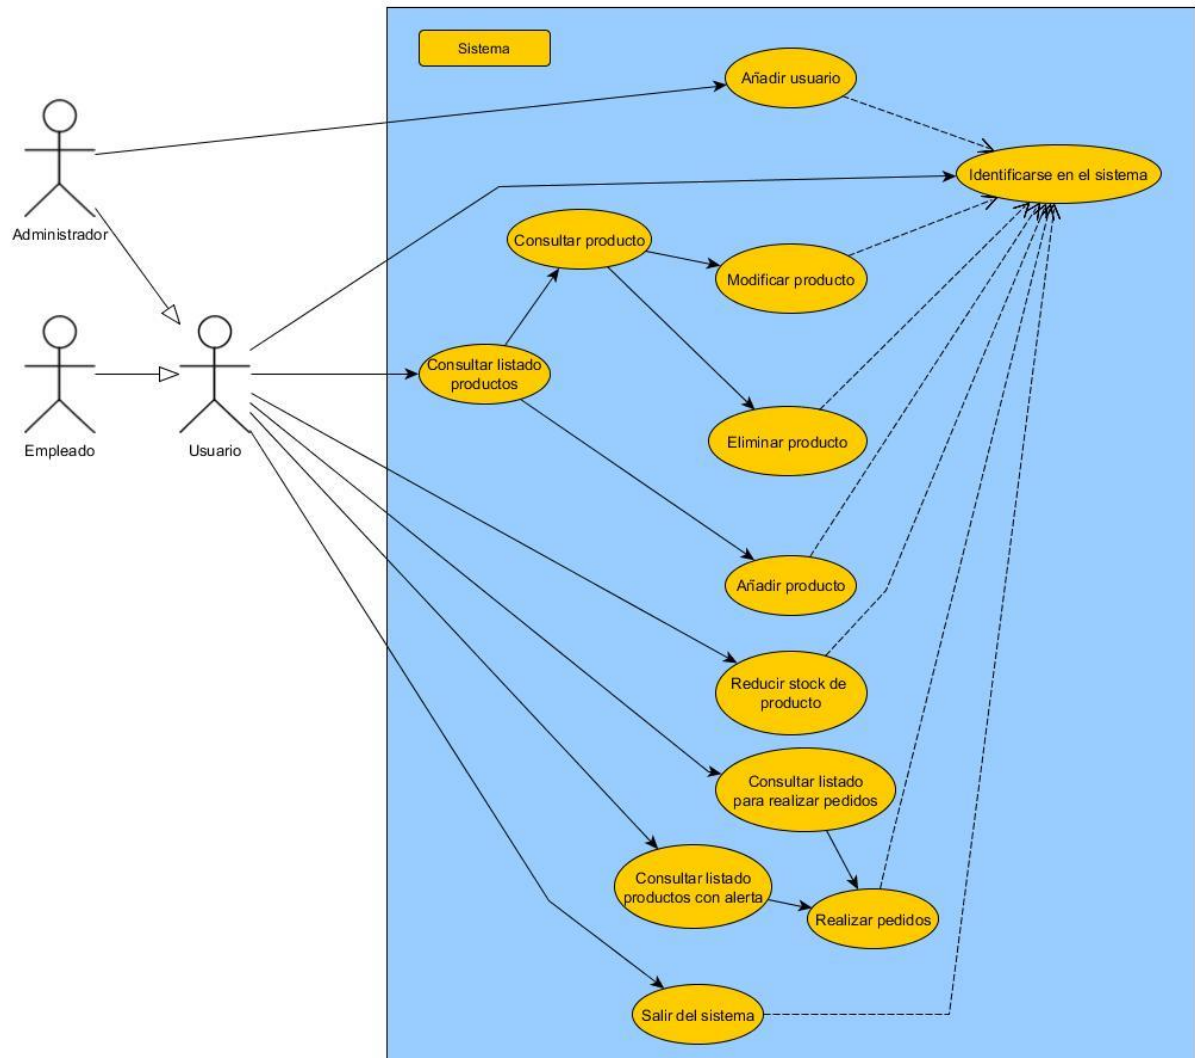 Sistema
Añadir usuario
Identificarse en el sistema
Administrador
Consultar producto
Modificar producto
Consultar listado
productos
Eliminar producto
Empleado
Usuario
Añadir producto
Reducir stock de
producto
Consultar listado
para realizar pedidos
Consultar listado
productos con alerta
Realizar pedidos
Salir del sistema